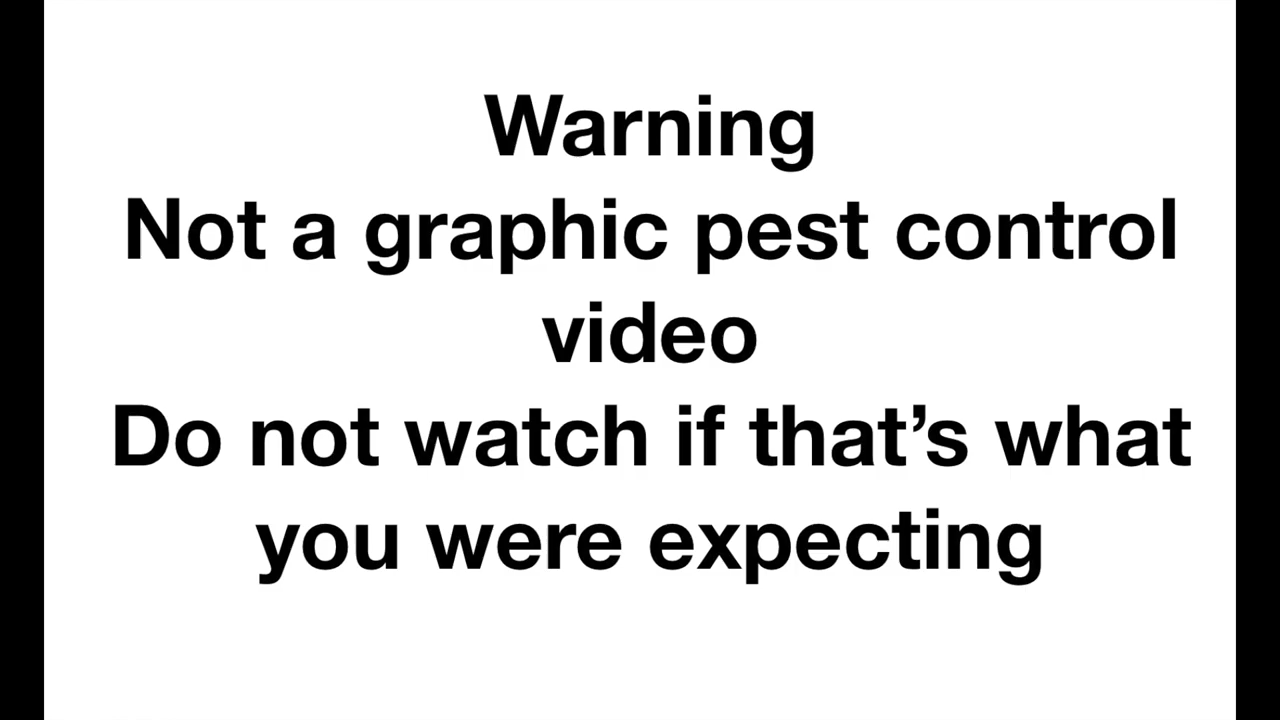 Warning
Not a graphic pest control
video
Do not watch if that’s what
you were expecting